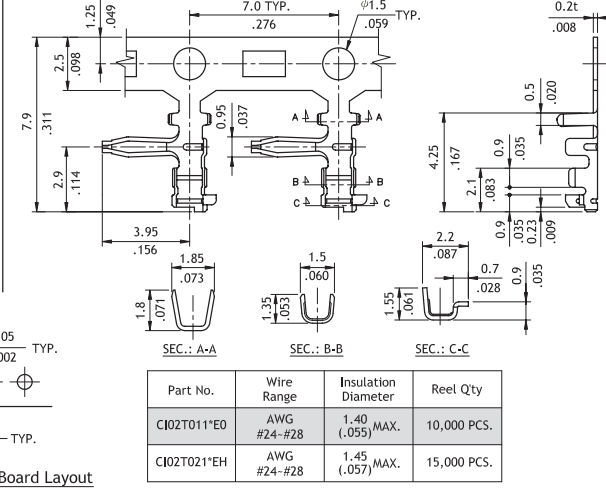 7.0 TYP.
.276
φ1.5
.059
TYP.
0.2t
.008
1.25
.049
2.5
.098
7.9
.311
2.9
.114
0.95
.037
A
A
B
B
C
C
3.95
.156
0.5
.020
4.25
.167
0.9
.035
2.1
.083
0.9
.035
0.23
.009
1.85
.073
1.8
.071
SEC.: A-A
1.5
.060
1.35
.053
SEC.: B-B
2.2
.087
0.7
.028
0.9
.035
1.55
.061
SEC.: C-C
05
002
TYP.
TYP.
Board Layout
Part No.
Wire
Range
Insulation
Diameter
Reel Q'ty
CI02T011*E0
AWG
#24~#28
1.40
(.055) MAX.
10,000 PCS.
CI02T021*EH
AWG
#24~#28
1.45
(.057) MAX.
15,000 PCS.